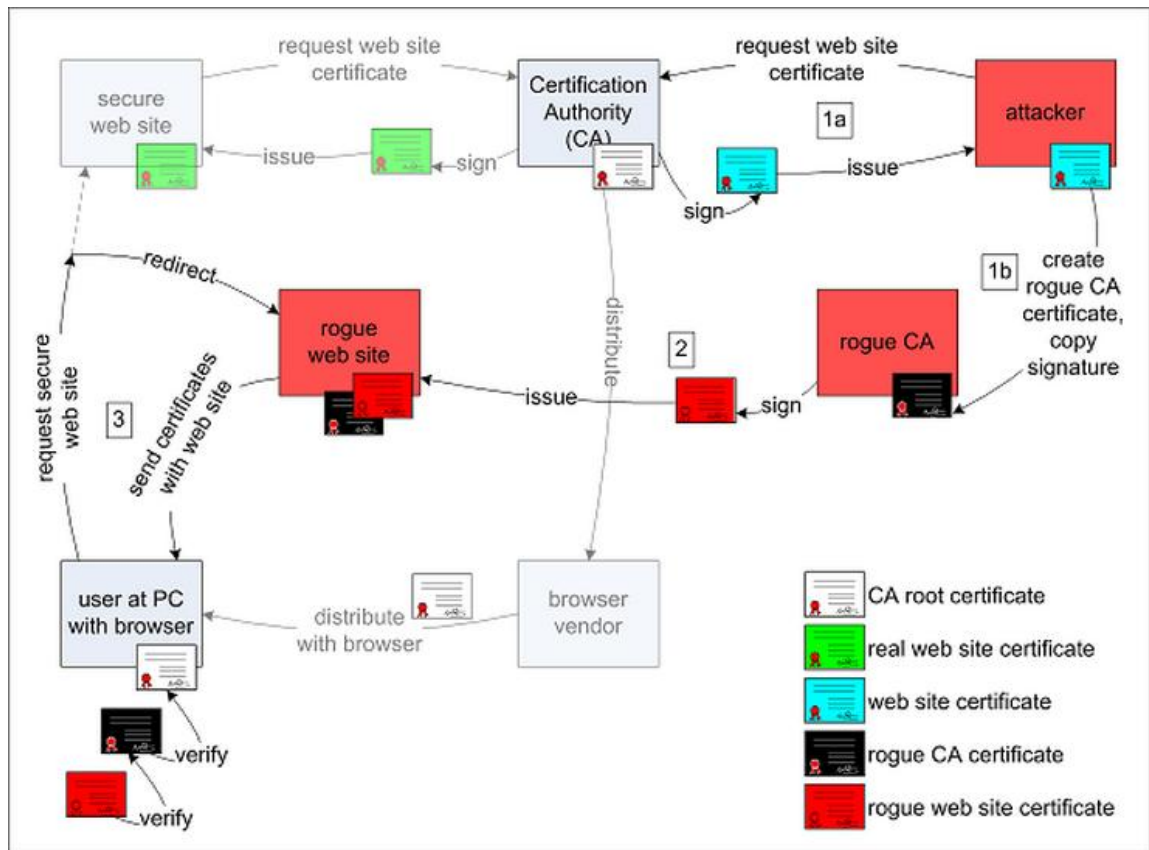 request web site
certificate
secure
web site
issue
sign
Certification
Authority
(CA)
request web site
certificate
1a
attacker
issue
sign
redirect
1b
create
rogue CA
certificate,
copy
signature
rogue
web site
distribute
2
rogue CA
issue
sign
request secure
web site
3
send certificates
with web site
user at PC
with browser
distribute
with browser
browser
vendor
verify
verify
CA root certificate
real web site certificate
web site certificate
rogue CA certificate
rogue web site certificate